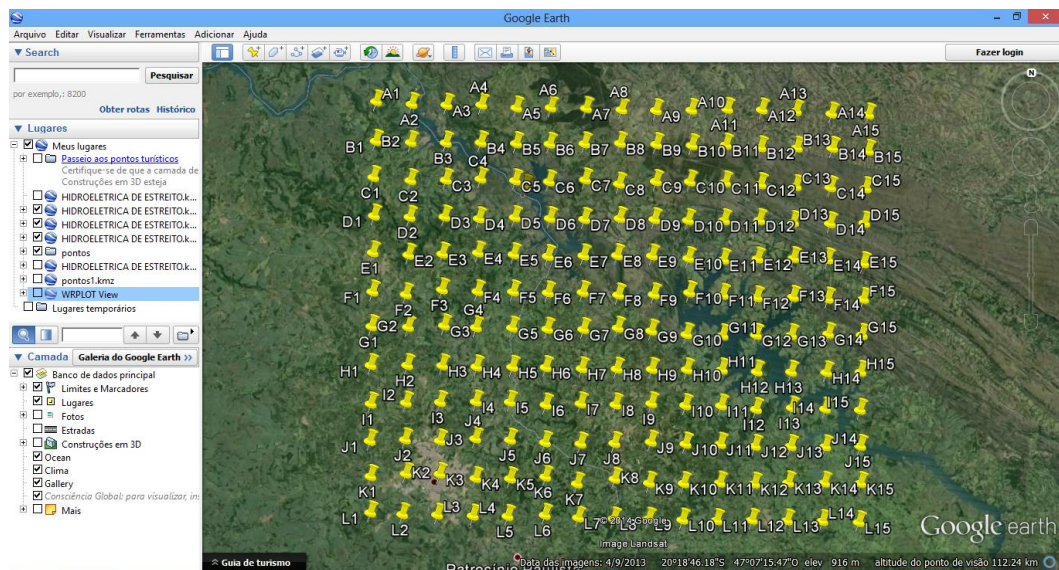 Google Earth
Arquivo Editar Visualizar Ferramentas Adicionar Ajuda
▼ Search
Pesquisar
por exemplo,: 8200
Obter rotas Histórico
▼ Lugares
Meus lugares
Passeio aos pontos turísticos
Certifique-se de que a camada de
Construções em 3D esteja
HIDROELETRICA DE ESTREITO.k...
HIDROELETRICA DE ESTREITO.k...
HIDROELETRICA DE ESTREITO.k...
HIDROELETRICA DE ESTREITO.k...
pontos
HIDROELETRICA DE ESTREITO.k...
pontos1.kmz
WRPLOT View
Lugares temporários
▼ Camada Galeria do Google Earth >>
Banco de dados principal
Limites e Marcadores
Lugares
Fotos
Estradas
Construções em 3D
Ocean
Clima
Gallery
Consciência Global: para visualizar, in
Mais
Fazer login
N
A1 A2 A3 A4 A5 A6 A7 A8 A9 A10 A11 A12 A13 A14 A15
B1 B2 B3 B4 B5 B6 B7 B8 B9 B10 B11 B12 B13 B14 B15
C1 C2 C3 C4 C5 C6 C7 C8 C9 C10 C11 C12 C13 C14 C15
D1 D2 D3 D4 D5 D6 D7 D8 D9 D10 D11 D12 D13 D14 D15
E1 E2 E3 E4 E5 E6 E7 E8 E9 E10 E11 E12 E13 E14 E15
F1 F2 F3 F4 F5 F6 F7 F8 F9 F10 F11 F12 F13 F14 F15
G1 G2 G3 G4 G5 G6 G7 G8 G9 G10 G11 G12 G13 G14 G15
H1 H2 H3 H4 H5 H6 H7 H8 H9 H10 H11 H12 H13 H14 H15
I1 I2 I3 I4 I5 I6 I7 I8 I9 I10 I11 I12 I13 I14 I15
J1 J2 J3 J4 J5 J6 J7 J8 J9 J10 J11 J12 J13 J14 J15
K1 K2 K3 K4 K5 K6 K7 K8 K9 K10 K11 K12 K13 K14 K15
L1 L2 L3 L4 L5 L6 L7 L8 L9 L10 L11 L12 L13 L14 L15
© 2014 Google
Image Landsat
Google earth
Patrocinio Paulista
Guia de turismo
Data das imagens: 4/9/2013 20°18'46.18"S 47°07'15.47"O elev 916 m altitude do ponto de visão 112.24 km